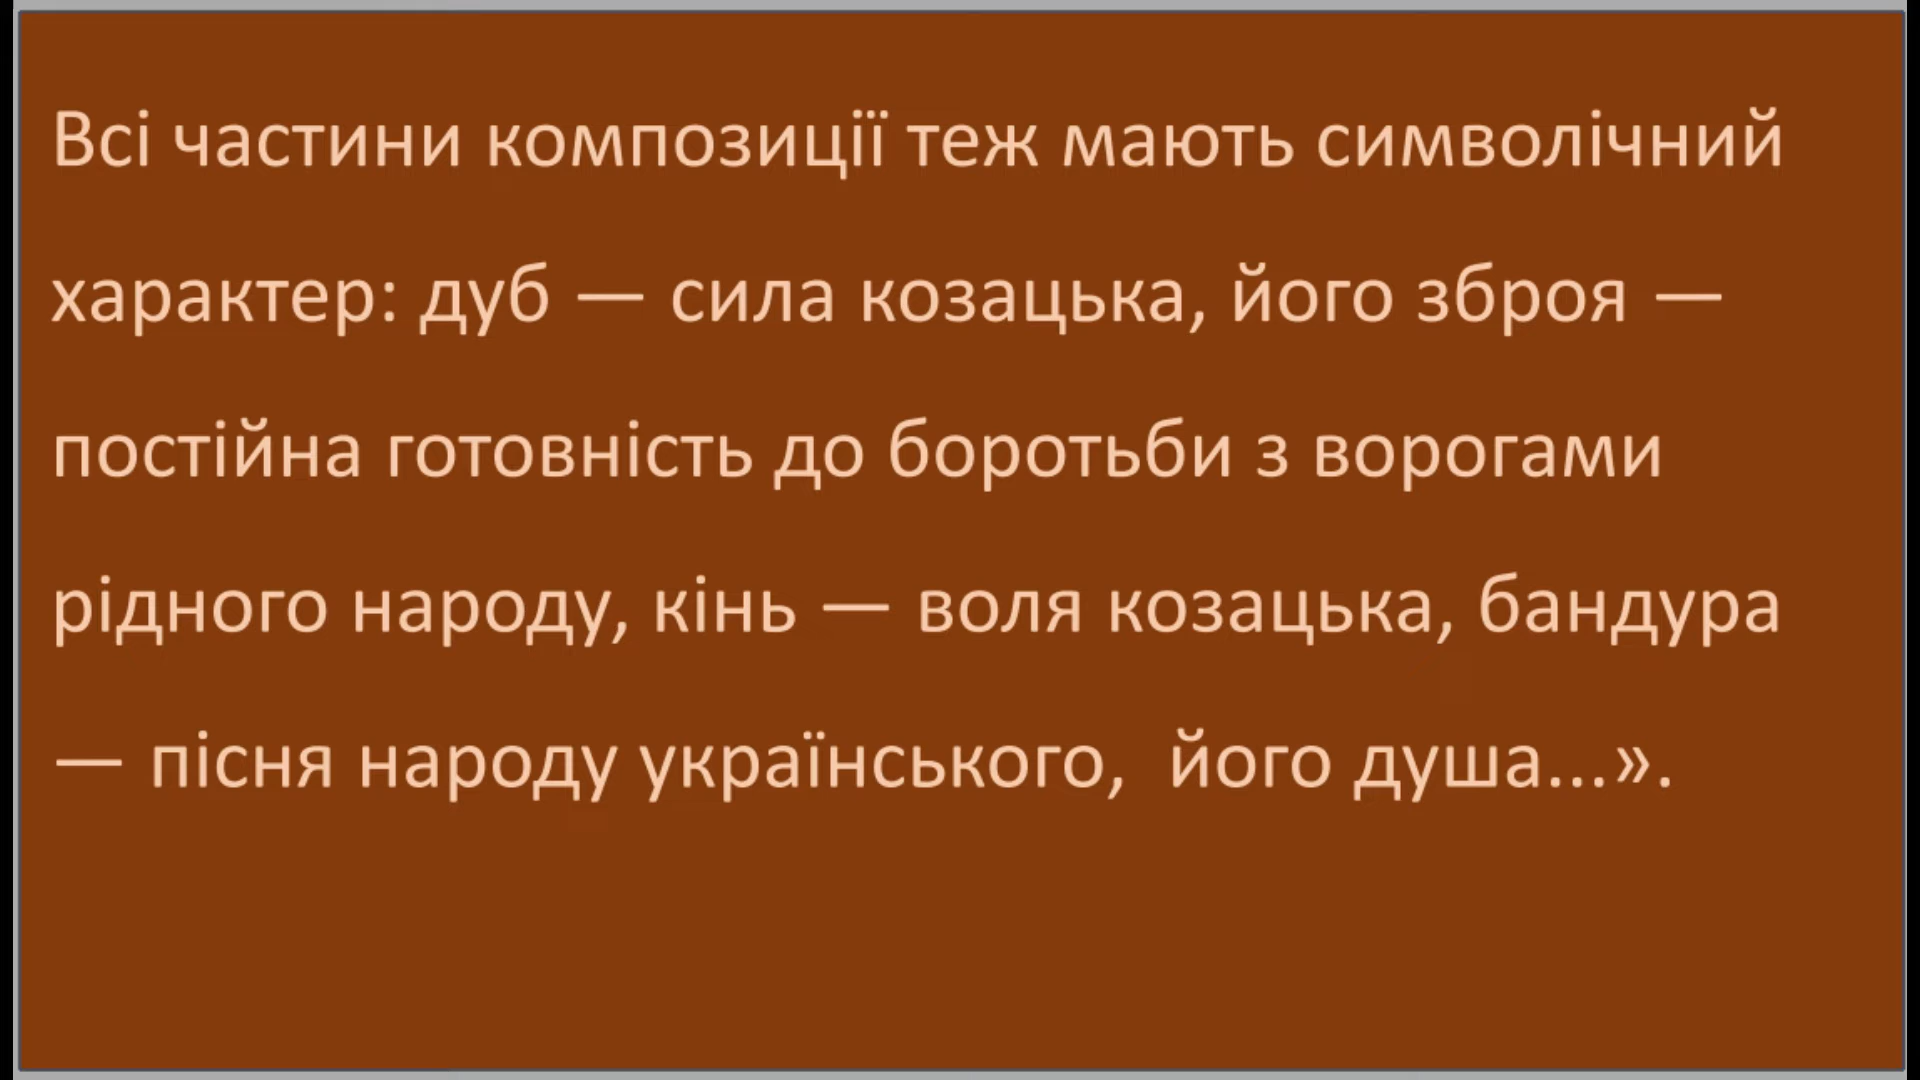 Всі частини композиції теж мають символічний
характер: дуб — сила козацька, його зброя —
постійна готовність до боротьби з ворогами
рідного народу, кінь — воля козацька, бандура
— пісня народу українського,  його душа...».